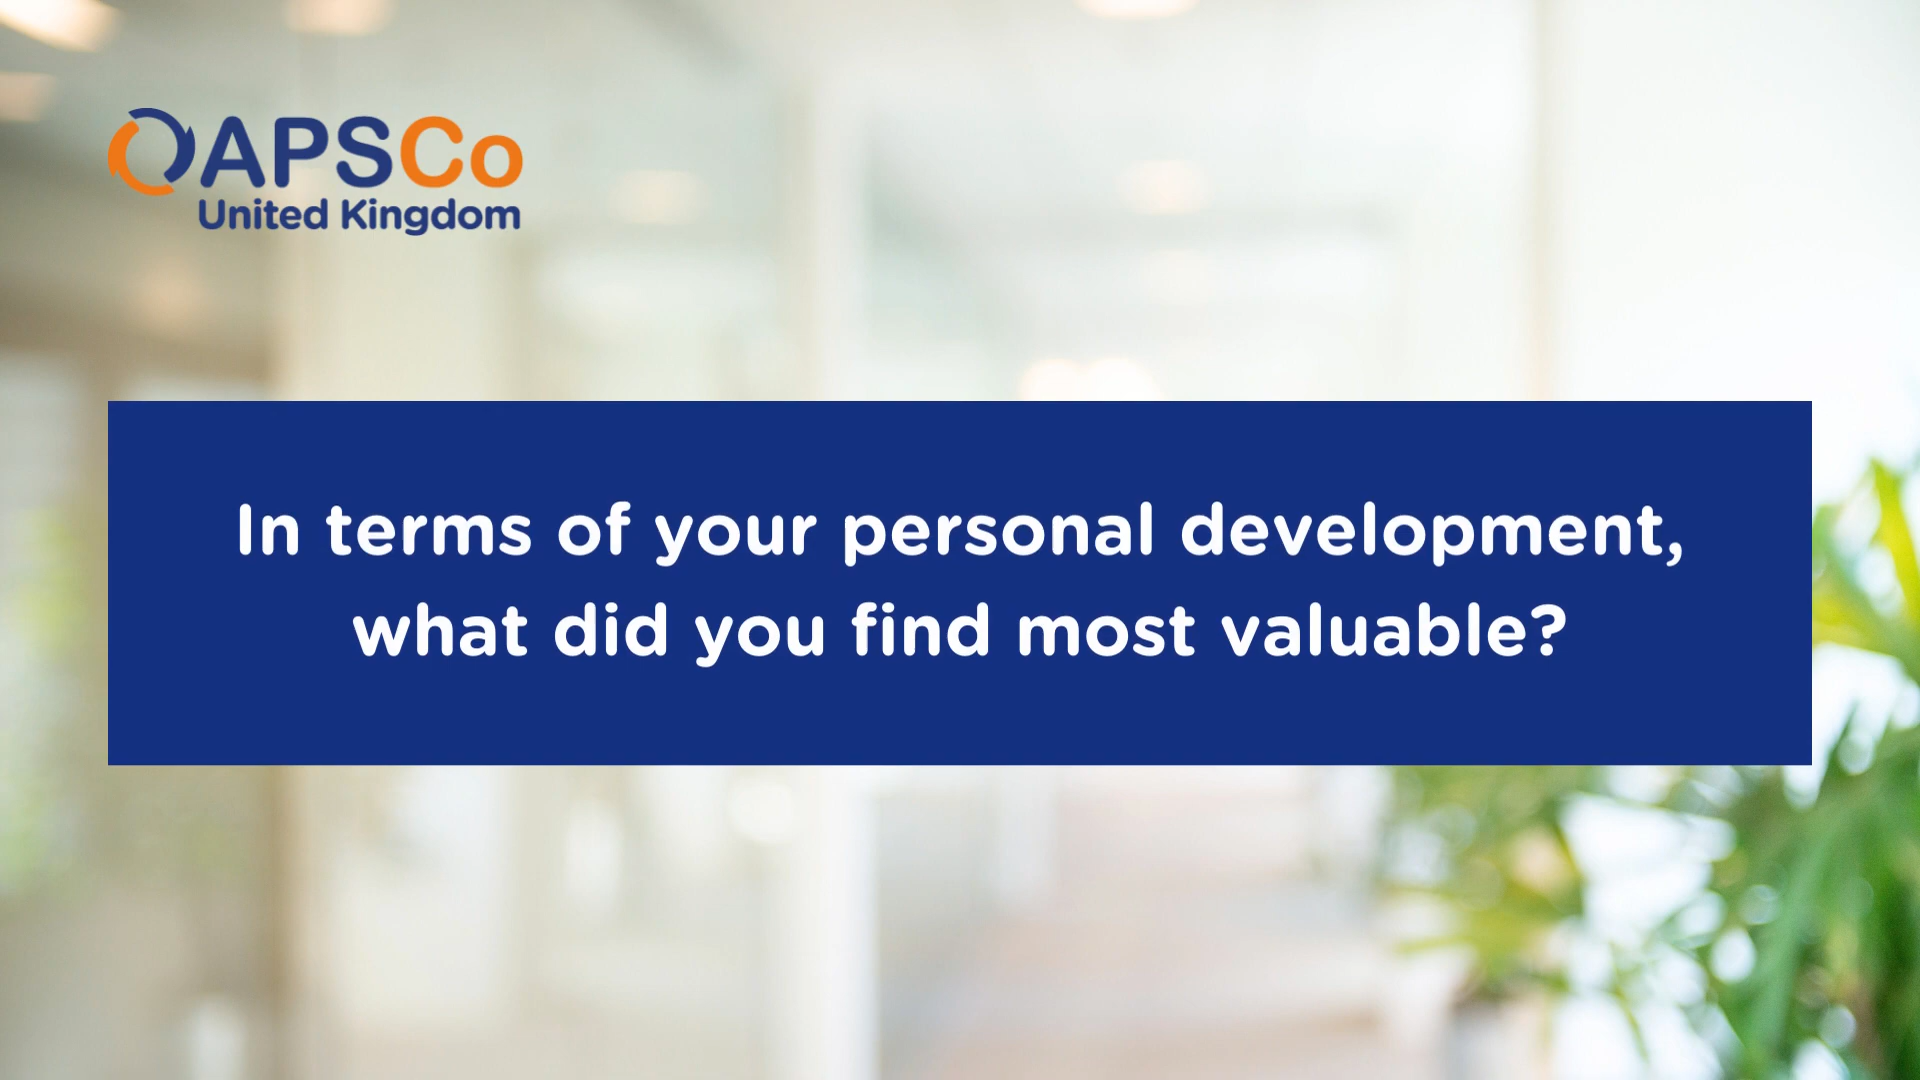 APSCo
United Kingdom
In terms of your personal development,
what did you find most valuable?